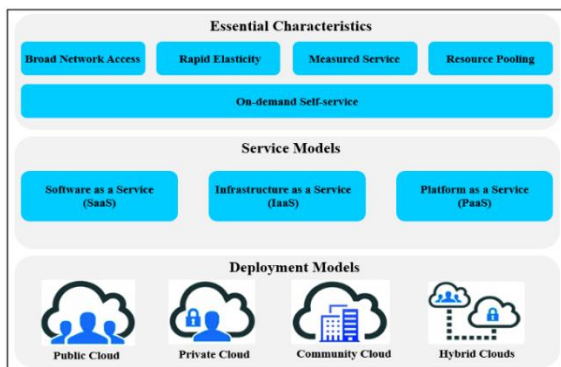 Essential Characteristics
Broad Network Access
Rapid Elasticity
Measured Service
Resource Pooling
On-demand Self-service
Service Models
Software as a Service
(SaaS)
Infrastructure as a Service
(IaaS)
Platform as a Service
(PaaS)
Deployment Models
Public Cloud
Private Cloud
Community Cloud
Hybrid Clouds